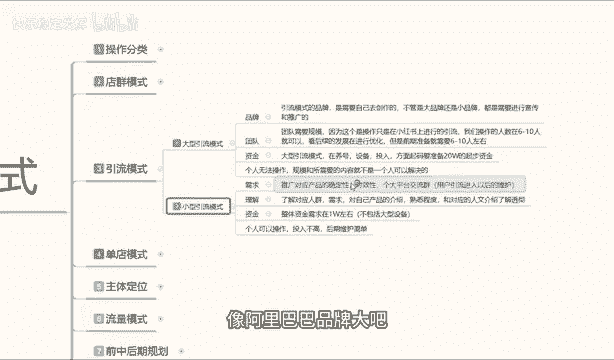 式
1 操作分类
2 店群模式
3 引流模式
2 大型引流模式
品牌
引流模式的品牌,是需要自己去创作的,不管是大品牌还是小品牌,都是需要进行宣传
和推广的
团队
团队需要规模,因为这个是操作只是在小红书上进行的引流,我们操作的人数在6-10人
就可以,看后续的发展在进行优化,但是前期准备就需要6-10人左右
资金
大型引流模式,在养号,设备,投入,方面起码要准备20W的起步资金
个人无法操作,规模和所需要的内容就不是一个人可以解决的
2 小型引流模式
需求
推广对应产品的稳定性,
效性,个大平台交流群(用户引流进入以后的维护)
理解
了解对应人群,需求,对自己产品的介绍,熟悉程度,和对应的人文介绍了解透彻
资金
整体资金需求在1W左右(不包括大型设备)
个人可以操作,投入不高,后期维护简单
4 单店模式
5 主体定位
6 流量模式
7 前中后期规划
像阿里巴巴品牌大吧